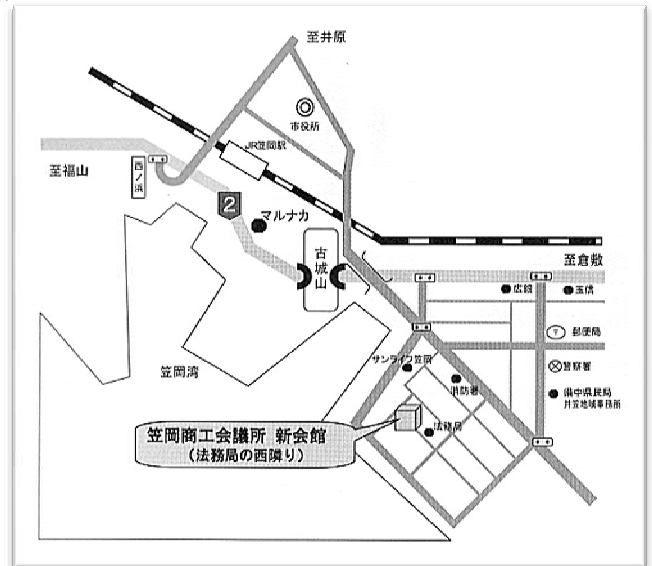 至井原
市役所
JR笠岡駅
至福山
西ノ浜
2
マルナカ
古城山
至倉敷
広銀
玉信
〒
郵便局
笠岡湾
サンライフ笠岡
消防署
警察署
備中県民局
井笠地域事務所
法務局
笠岡商工会議所 新会館
(法務局の西隣り)